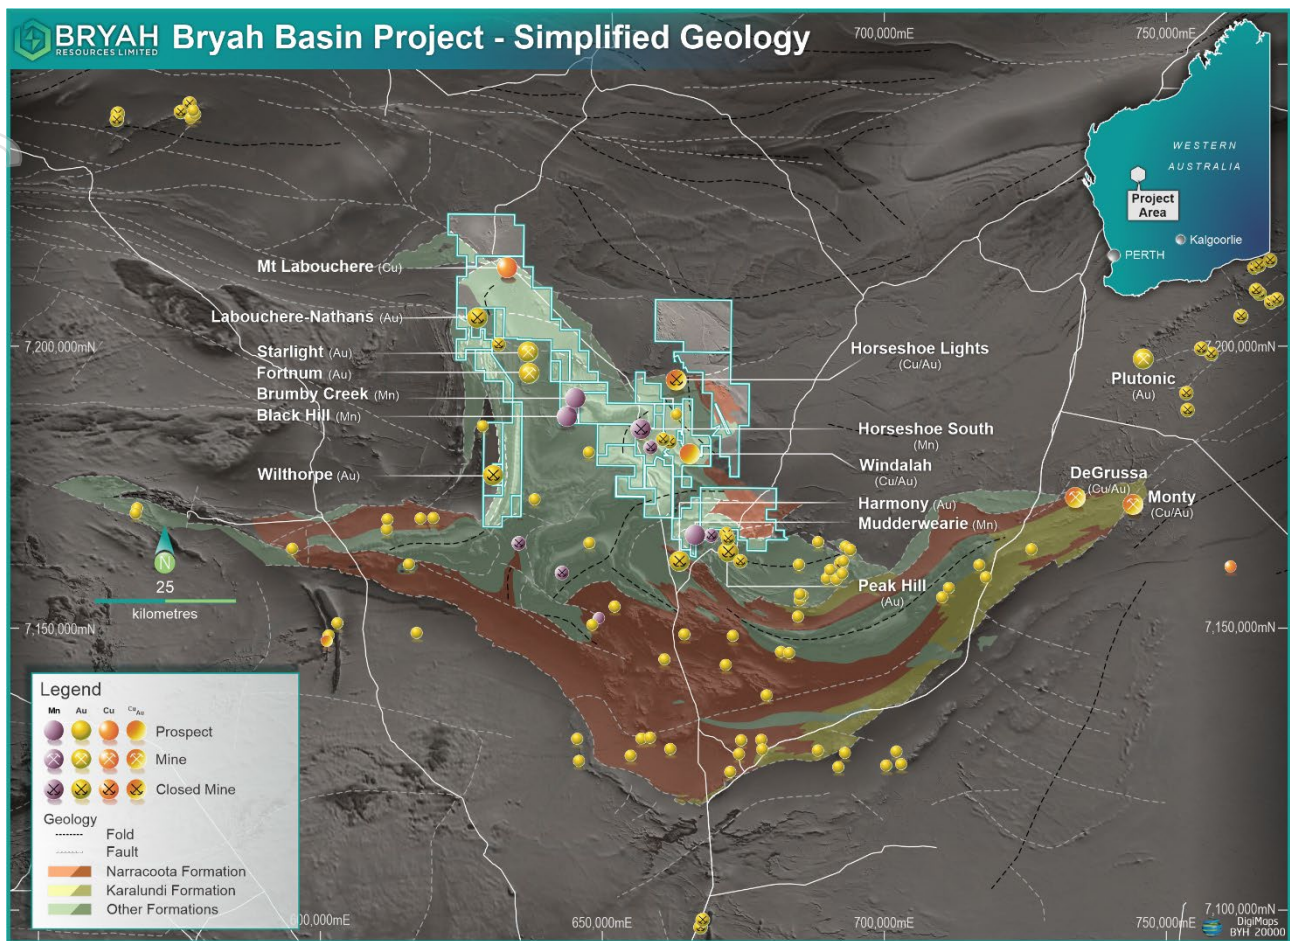 BRYAH
RESOURCES LIMITED
Bryah Basin Project - Simplified Geology
700,000mE
750,000mE
WESTERN
AUSTRALIA
Project
Area
Kalgoorlie
PERTH
Mt Labouchere (Cu)
Labouchere-Nathans (Au)
7,200,000mN
Starlight (Au)
Fortnum (Au)
Brumby Creek (Mn)
Black Hill (Mn)
Wilthorpe (Au)
Horseshoe Lights
(Cu/Au)
7,200,000mN
Plutonic
(Au)
Horseshoe South
(Mn)
Windalah
(Cu/Au)
Harmony (Au)
Mudderwearie (Mn)
DeGrussa
(Cu/Au)
Monty
(Cu/Au)
Peak Hill
(Au)
N
25
kilometres
7,150,000mN
7,150,000mN
Legend
Mn Au Cu Cu Au
Prospect
Mine
Closed Mine
Geology
Fold
Fault
Narracoota Formation
Karalundi Formation
Other Formations
600,000mE
650,000mE
700,000mE
750,000mE
7,100,000mN
DigiMaps
BYH 20000